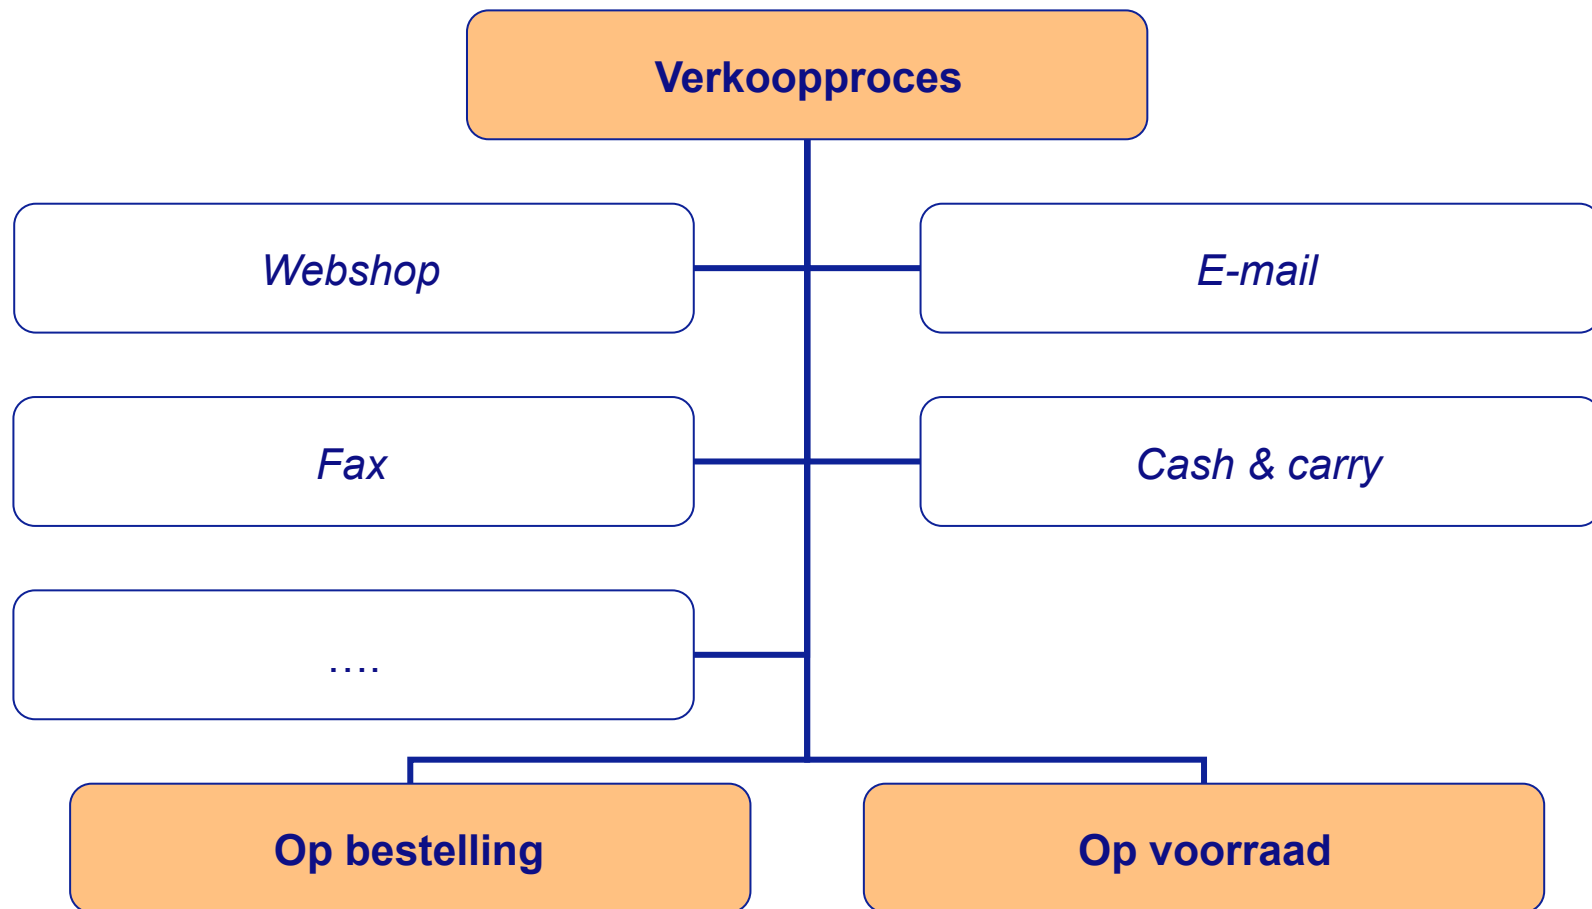 Verkoopproces
Webshop
E-mail
Fax
Cash & carry
....
Op bestelling
Op voorraad